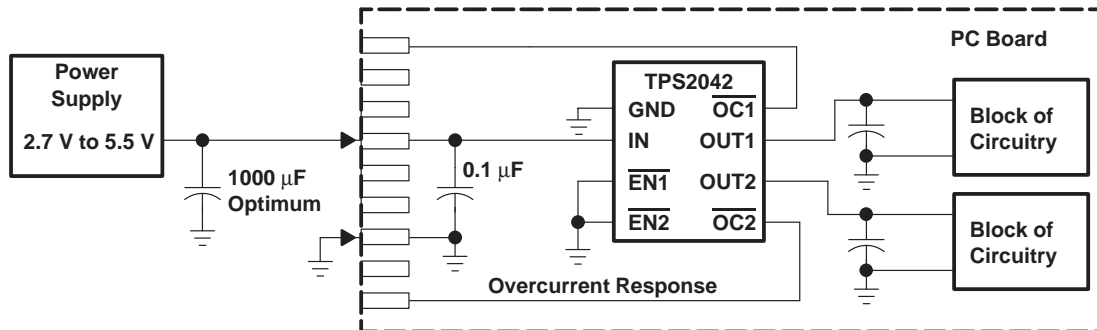 PC Board
Power
Supply
2.7 V to 5.5 V
1000 μF
Optimum
0.1 μF
TPS2042
GND
IN
EN1
EN2
OC1
OUT1
OUT2
OC2
Block of
Circuitry
Block of
Circuitry
Overcurrent Response